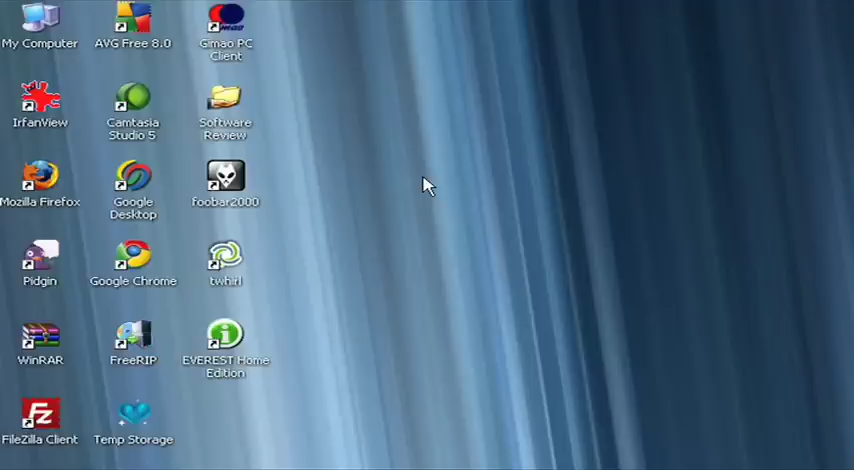 My Computer
AVG Free 8.0
Gmao PC
Client
IrfanView
Camtasia
Studio 5
Software
Review
Mozilla Firefox
Google
Desktop
foobar2000
Pidgin
Google Chrome
twhirl
WinRAR
FreeRIP
EVEREST Home
Edition
FileZilla Client
Temp Storage